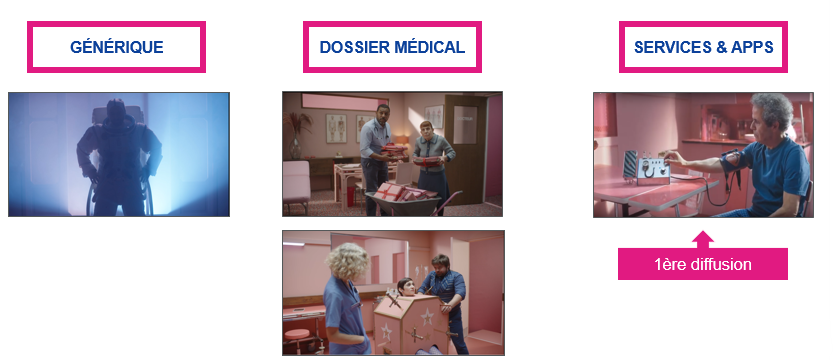 GÉNÉRIQUE
DOSSIER MÉDICAL
SERVICES & APPS
1ère diffusion